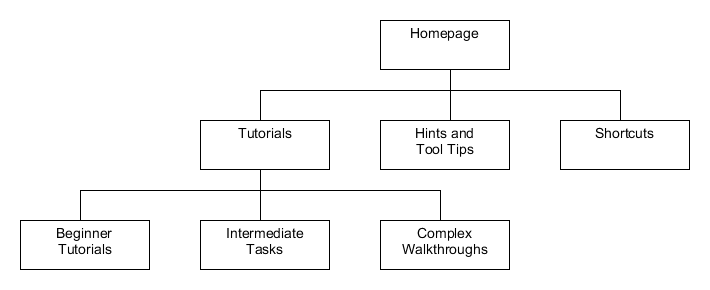 Homepage
Tutorials
Hints and
Tool Tips
Shortcuts
Beginner
Tutorials
Intermediate
Tasks
Complex
Walkthroughs